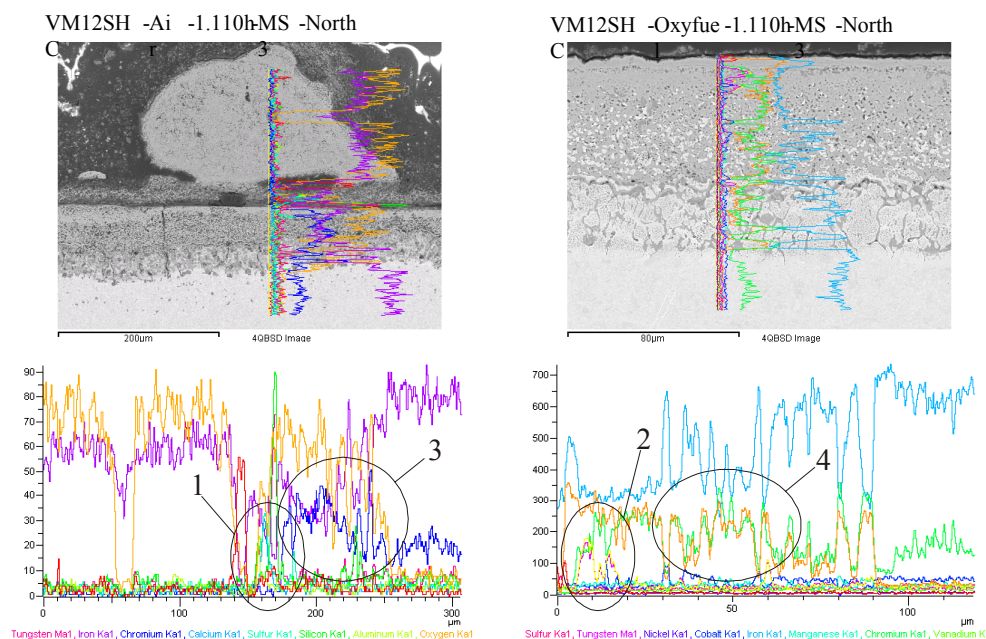 VM12SH -Ai -1.110h-MS -North
C r 3
VM12SH -Oxyfue -1.110h-MS -North
C l 3
200µm 4QBSD Image
80µm 4QBSD Image
90
80
70
60
50
40
30
20
10
0
0 100 200 300
µm
1
3
Tungsten Ma1, Iron Ka1, Chromium Ka1, Calcium Ka1, Sulfur Ka1, Silicon Ka1, Aluminum Ka1, Oxygen Ka1
700
600
500
400
300
200
100
0
0 50 100
µm
2
4
Sulfur Ka1, Tungsten Ma1, Nickel Ka1, Cobalt Ka1, Iron Ka1, Manganese Ka1, Chromium Ka1, Vanadium K